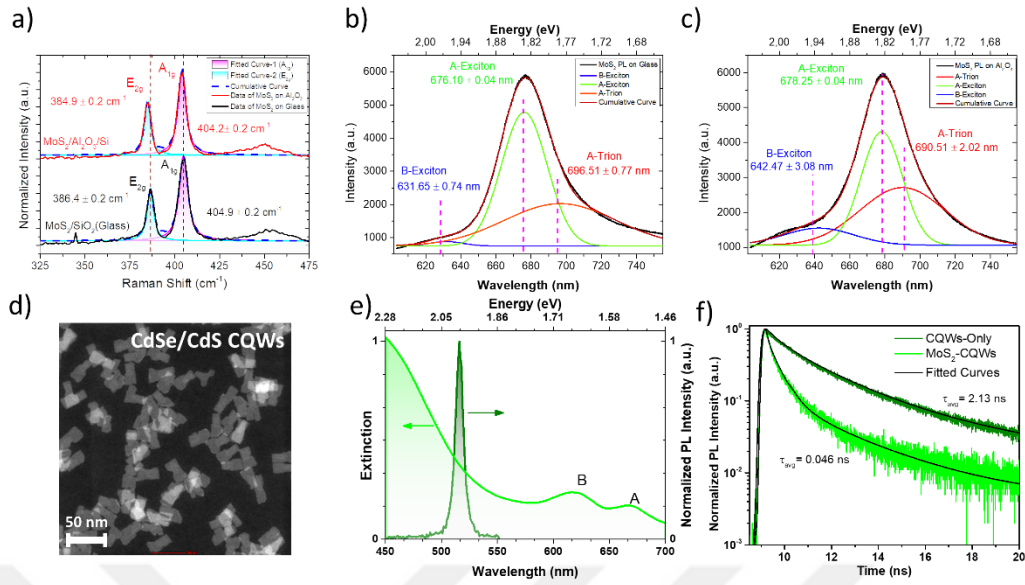 a)
Normalized Intensity (a.u.)
E2g
A1g
Fitted Curve-1 (A1g)
Fitted Curve-2 (E2g)
Cumulative Curve
Data of MoS2 on Al2O3
Data of MoS2 on Glass
384.9 ± 0.2 cm-1
404.2± 0.2 cm-1
MoS2/Al2O3/Si
E2g
A1g
386.4 ± 0.2 cm-1
404.9 ± 0.2 cm-1
MoS2/SiO2(Glass)
325 350 375 400 425 450 475
Raman Shift (cm-1)
b)
Energy (eV)
2.00 1.94 1.88 1.82 1.77 1.72 1.68
Intensity (a.u.)
6000
5000
4000
3000
2000
1000
A-Exciton
676.10 ± 0.04 nm
MoS2 PL on Glass
B-Exciton
A-Exciton
A-Trion
Cumulative Curve
A-Trion
696.51 ± 0.77 nm
B-Exciton
631.65 ± 0.74 nm
620 640 660 680 700 720 740
Wavelength (nm)
c)
Energy (eV)
2.00 1.94 1.88 1.82 1.77 1.72 1.68
Intensity (a.u.)
6000
5000
4000
3000
2000
1000
A-Exciton
678.25 ± 0.04 nm
MoS2 PL on Al2O3
A-Trion
A-Exciton
B-Exciton
Cumulative Curve
A-Trion
690.51 ± 2.02 nm
B-Exciton
642.47 ± 3.08 nm
620 640 660 680 700 720 740
Wavelength (nm)
d)
CdSe/CdS CQWs
50 nm
e)
Energy (eV)
2.28 2.05 1.86 1.71 1.58 1.46
Extinction
1
0
B
A
1
0
Normalized PL Intensity (a.u.)
450 500 550 600 650 700
Wavelength (nm)
f)
Normalized PL Intensity (a.u.)
10^0
10^-1
10^-2
10^-3
CQWs-Only
MoS2-CQWs
Fitted Curves
τavg = 2.13 ns
τavg = 0.046 ns
10 12 14 16 18 20
Time (ns)